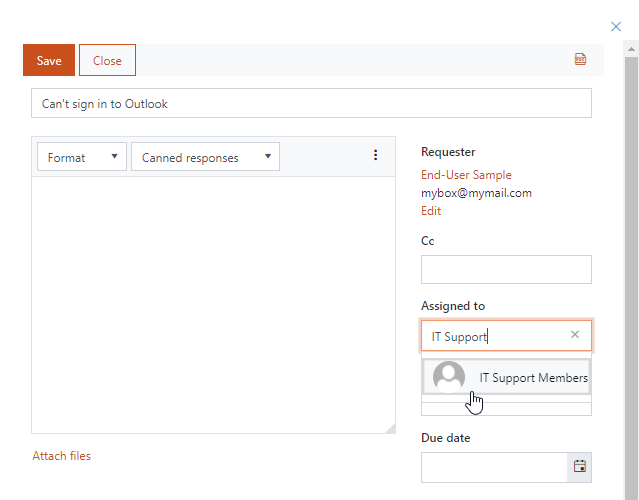 Save
Close
Can't sign in to Outlook
Format
Canned responses
Requester
End-User Sample
mybox@mymail.com
Edit
Cc
Assigned to
IT Support
IT Support Members
Due date
Attach files